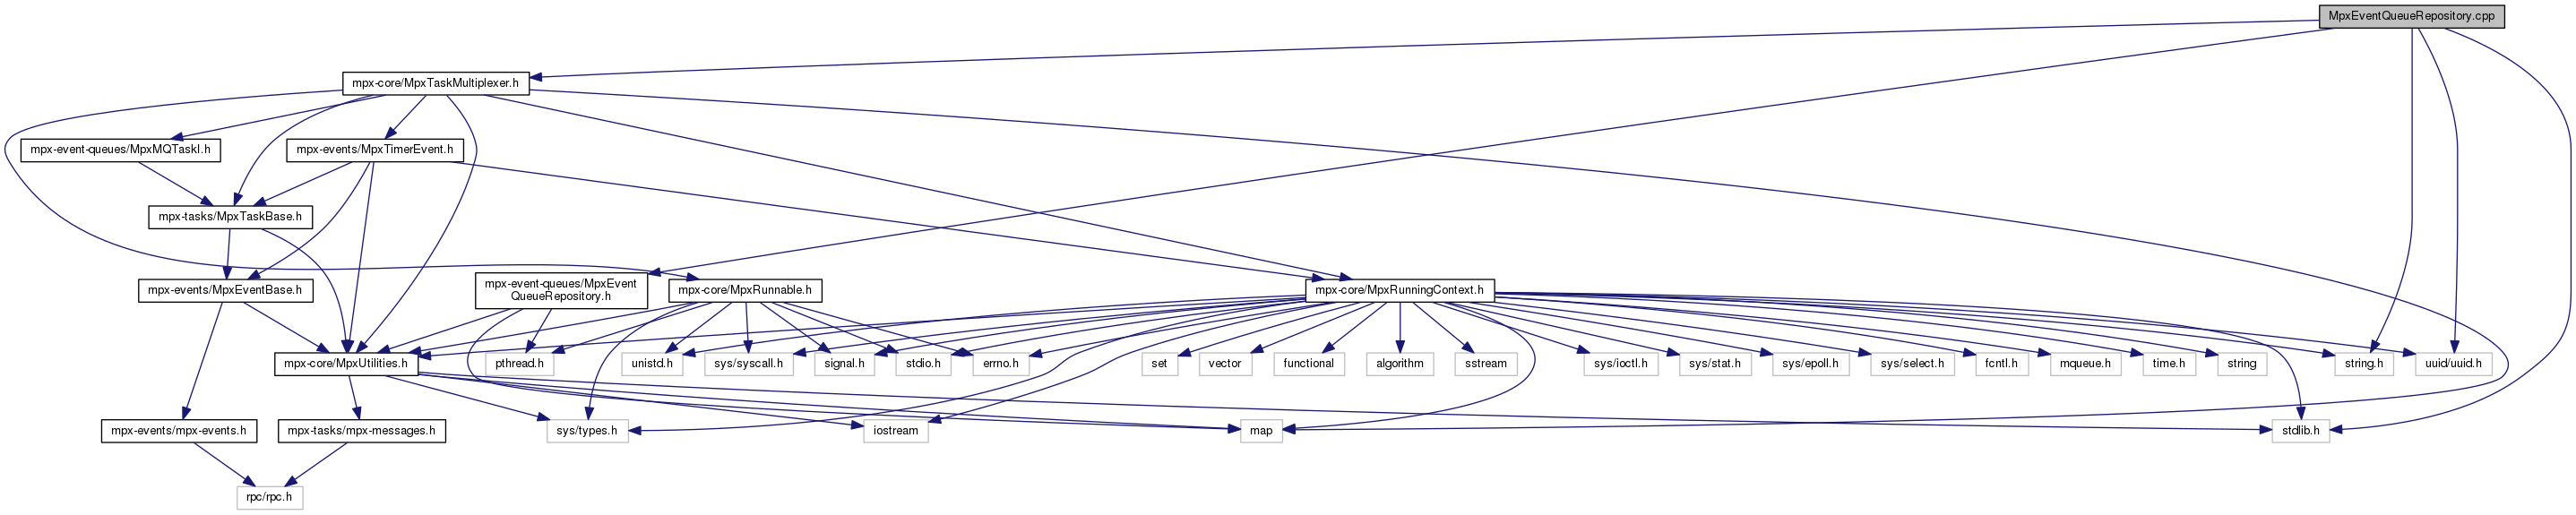 MpxEventQueueRepository.cpp
mpx-core/MpxTaskMultiplexer.h
mpx-event-queues/MpxMQTaskI.h
mpx-events/MpxTimerEvent.h
mpx-tasks/MpxTaskBase.h
mpx-events/MpxEventBase.h
mpx-event-queues/MpxEvent
QueueRepository.h
mpx-core/MpxRunnable.h
mpx-core/MpxRunningContext.h
mpx-core/MpxUtilities.h
pthread.h
unistd.h
sys/syscall.h
signal.h
stdio.h
errno.h
set
vector
functional
algorithm
sstream
sys/ioctl.h
sys/stat.h
sys/epoll.h
sys/select.h
fcntl.h
mqueue.h
time.h
string
string.h
uuid/uuid.h
mpx-events/mpx-events.h
mpx-tasks/mpx-messages.h
sys/types.h
iostream
map
stdlib.h
rpc/rpc.h